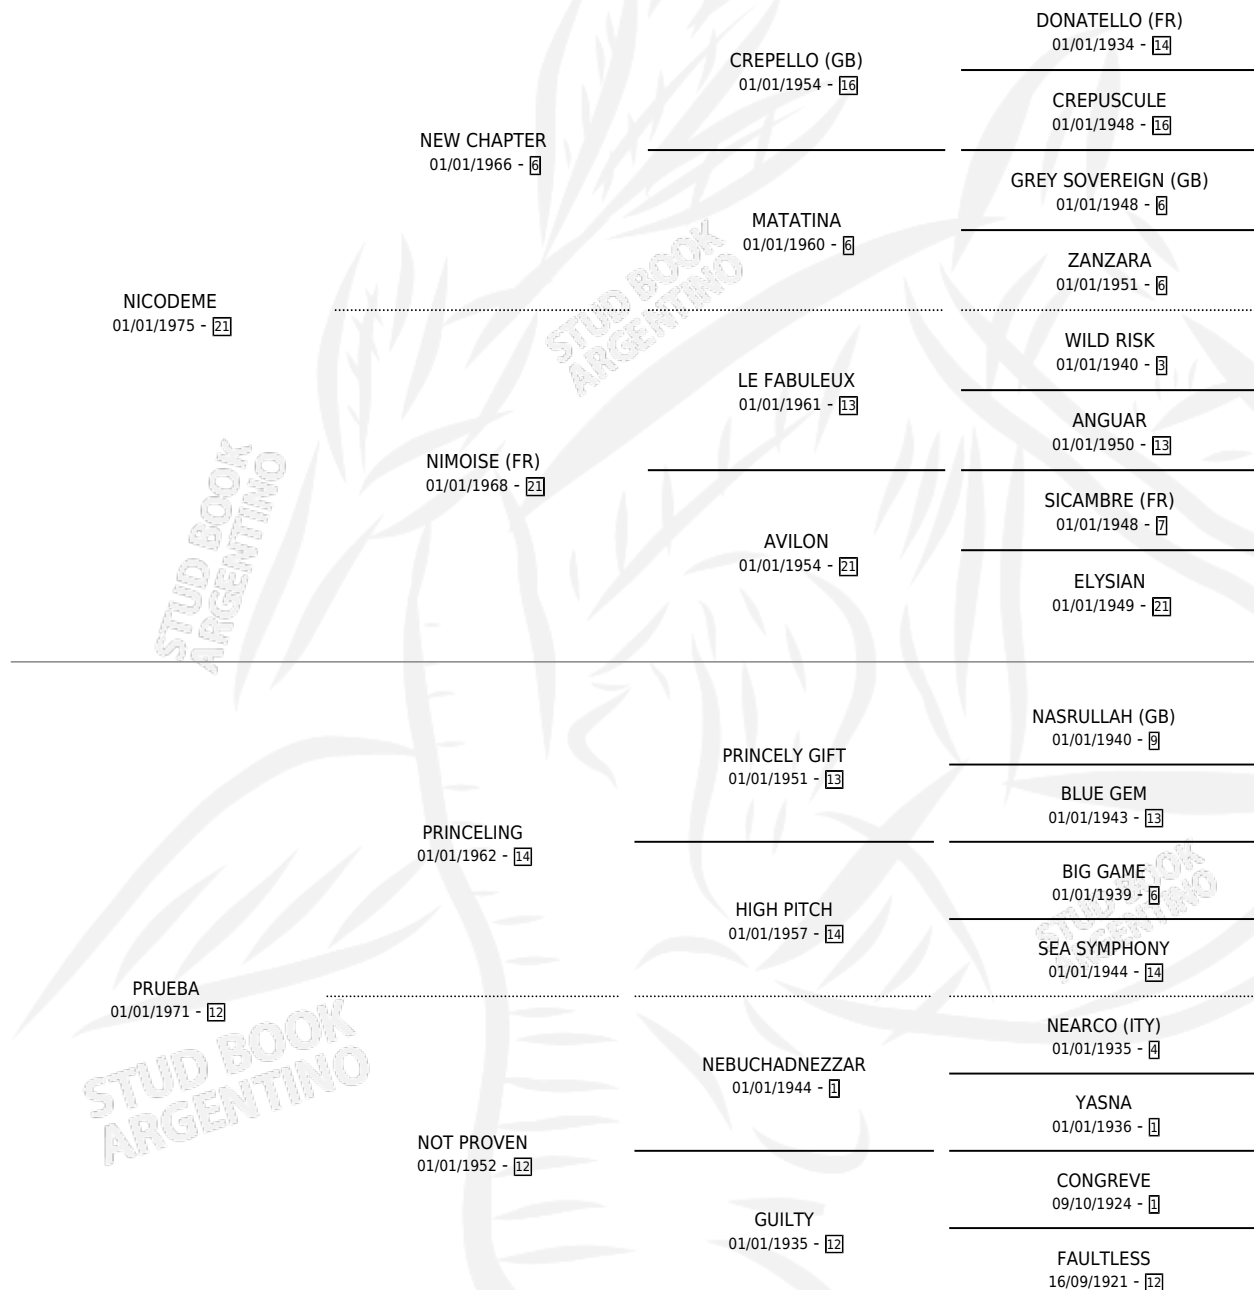 DONATELLO (FR)
01/01/1934 - 14
CREPELLO (GB)
01/01/1954 - 16
CREPUSCULE
01/01/1948 - 16
NEW CHAPTER
01/01/1966 - 6
GREY SOVEREIGN (GB)
01/01/1948 - 6
MATATINA
01/01/1960 - 6
ZANZARA
01/01/1951 - 6
NICODEME
01/01/1975 - 21
WILD RISK
01/01/1940 - 3
LE FABULEUX
01/01/1961 - 13
ANGUAR
01/01/1950 - 13
NIMOISE (FR)
01/01/1968 - 21
SICAMBRE (FR)
01/01/1948 - 7
AVILON
01/01/1954 - 21
ELYSIAN
01/01/1949 - 21
STUD BOOK
ARGENTINO
STUD BOOK
ARGENTINO
NASRULLAH (GB)
01/01/1940 - 9
PRINCELY GIFT
01/01/1951 - 13
BLUE GEM
01/01/1943 - 13
PRINCELING
01/01/1962 - 14
BIG GAME
01/01/1939 - 6
HIGH PITCH
01/01/1957 - 14
SEA SYMPHONY
01/01/1944 - 14
STUD BOOK
ARGENTINO
PRUEBA
01/01/1971 - 12
NEARCO (ITY)
01/01/1935 - 4
NEBUCHADNEZZAR
01/01/1944 - 1
YASNA
01/01/1936 - 1
NOT PROVEN
01/01/1952 - 12
CONGREVE
09/10/1924 - 1
GUILTY
01/01/1935 - 12
FAULTLESS
16/09/1921 - 12
STUD BOOK
ARGENTINO